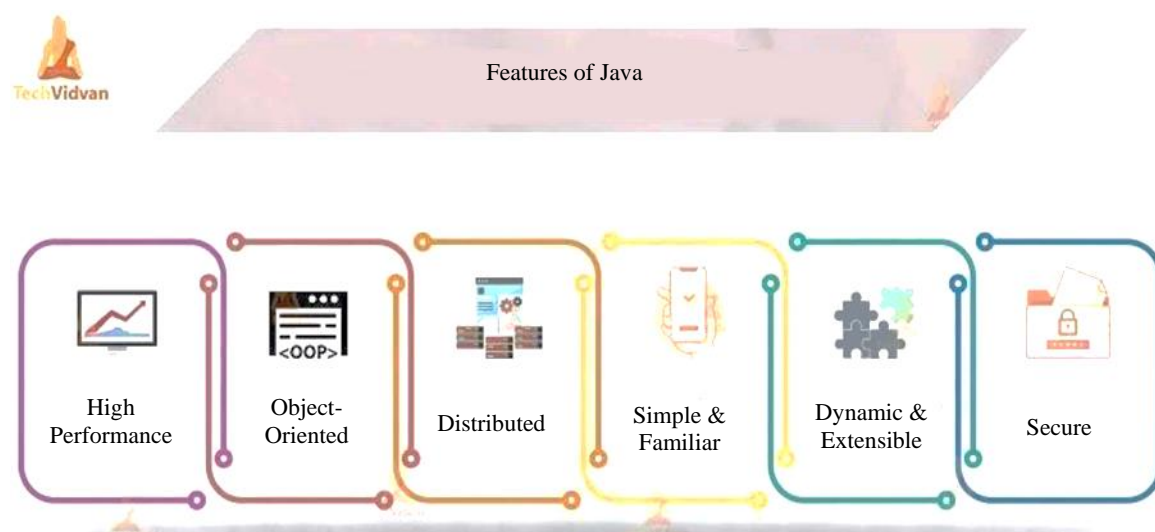 TechVidvan
Features of Java
<OOP>
High
Performance
Object-
Oriented
Distributed
Simple &
Familiar
Dynamic &
Extensible
Secure